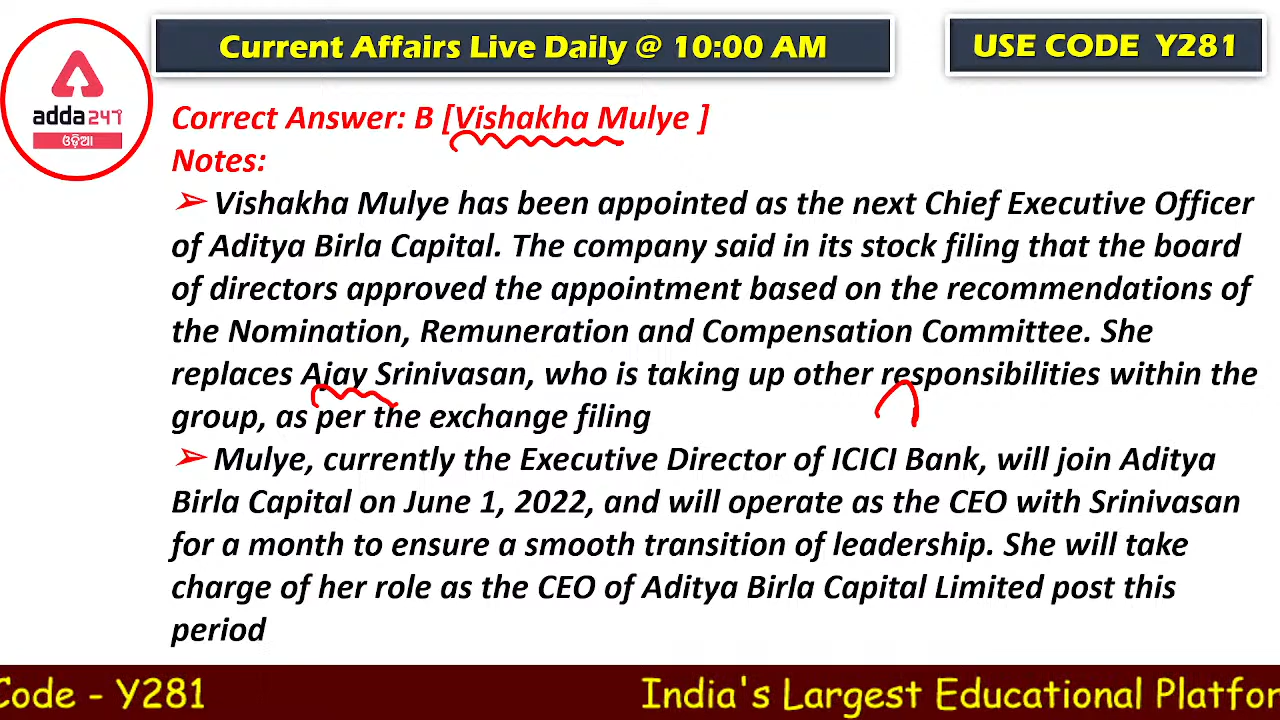 Current Affairs Live Daily @ 10:00 AM
USE CODE Y281
adda247
ଓଡ଼ିଆ
Correct Answer: B [Vishakha Mulye ]
Notes:
➢ Vishakha Mulye has been appointed as the next Chief Executive Officer
of Aditya Birla Capital. The company said in its stock filing that the board
of directors approved the appointment based on the recommendations of
the Nomination, Remuneration and Compensation Committee. She
replaces Ajay Srinivasan, who is taking up other responsibilities within the
group, as per the exchange filing
➢ Mulye, currently the Executive Director of ICICI Bank, will join Aditya
Birla Capital on June 1, 2022, and will operate as the CEO with Srinivasan
for a month to ensure a smooth transition of leadership. She will take
charge of her role as the CEO of Aditya Birla Capital Limited post this
period
Code - Y281 India's Largest Educational Platfor